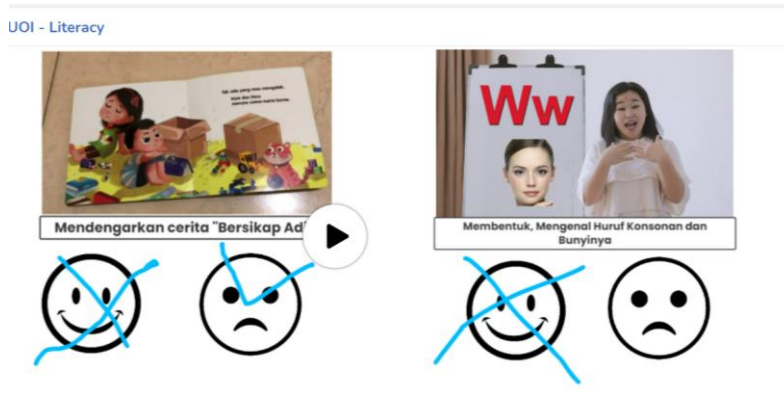 UOI - Literacy
Ww
Mendengarkan cerita "Bersikap Ad
Membentuk, Mengenal Huruf Konsonan dan
Bunyinya